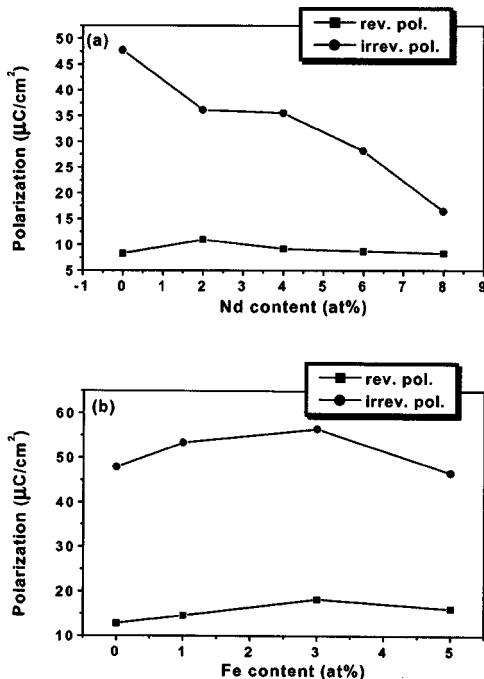 (a)
rev. pol.
irrev. pol.
Polarization (μC/cm²)
50
45
40
35
30
25
20
15
10
5
-1 0 1 2 3 4 5 6 7 8 9
Nd content (at%)
(b)
rev. pol.
irrev. pol.
Polarization (μC/cm²)
60
50
40
30
20
10
0 1 2 3 4 5
Fe content (at%)